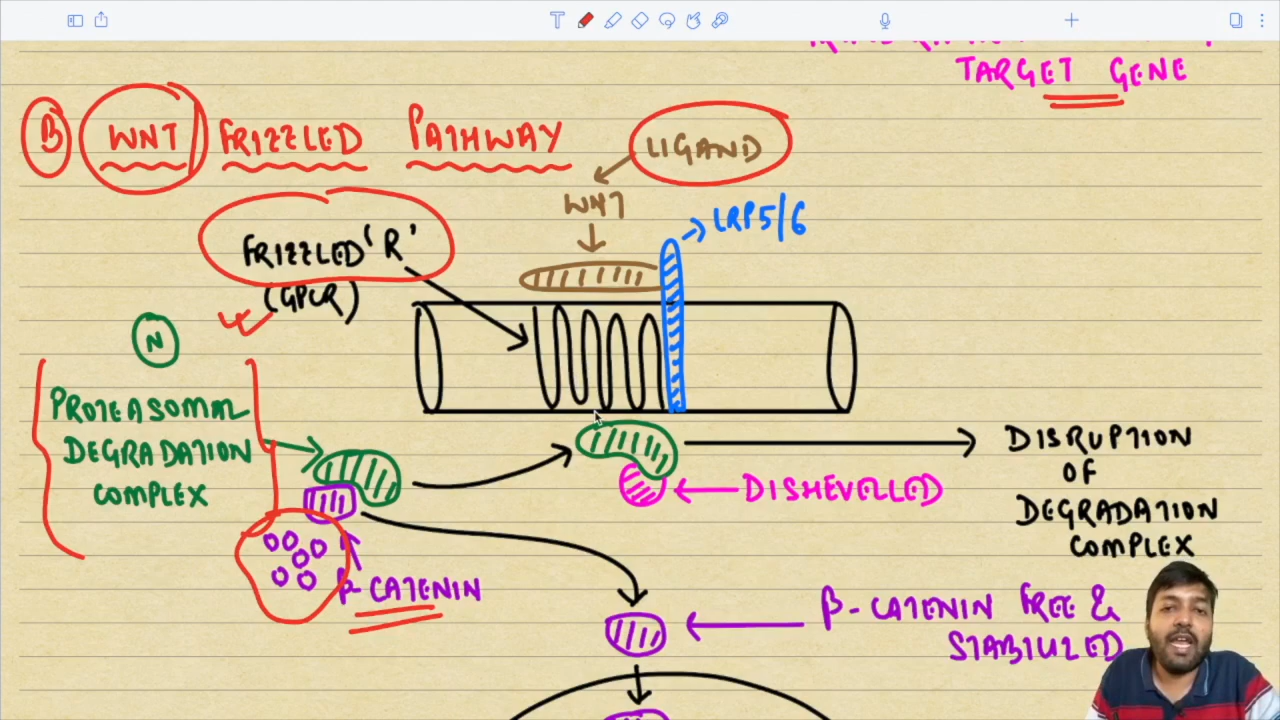 TARGET GENE
B WNT FRIZZLED PATHWAY
LIGAND
WNT
LRP5/6
FRIZZLED 'R'
(GPCR)
N
PROTEASOMAL
DEGRADATION
COMPLEX
DISHEVELLED
DISRUPTION
OF
DEGRADATION
COMPLEX
β-CATENIN
β-CATENIN FREE &
STABILIZED